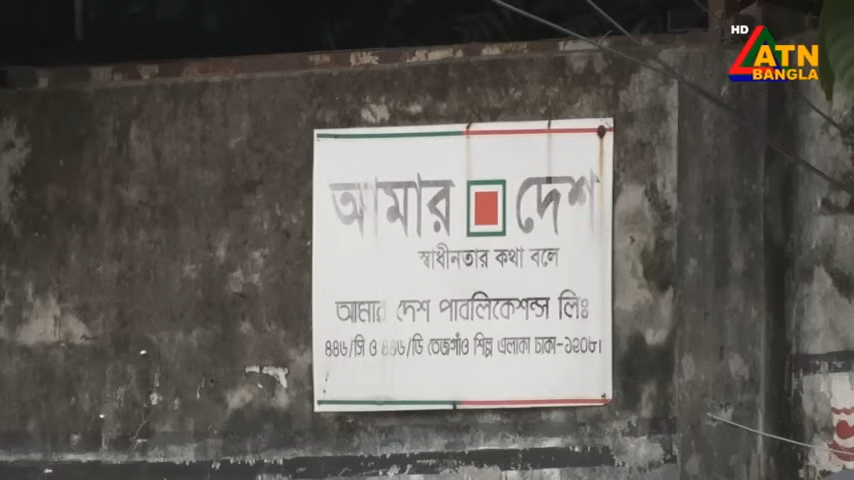 HD
ATN
BANGLA
আমার দেশ
স্বাধীনতার কথা বলে
আমার দেশ পাবলিকেশন্স লিঃ
৪৪৬/সি ও ৪৪৬/ডি তেজগাঁও শিল্প এলাকা ঢাকা-১২০৮।